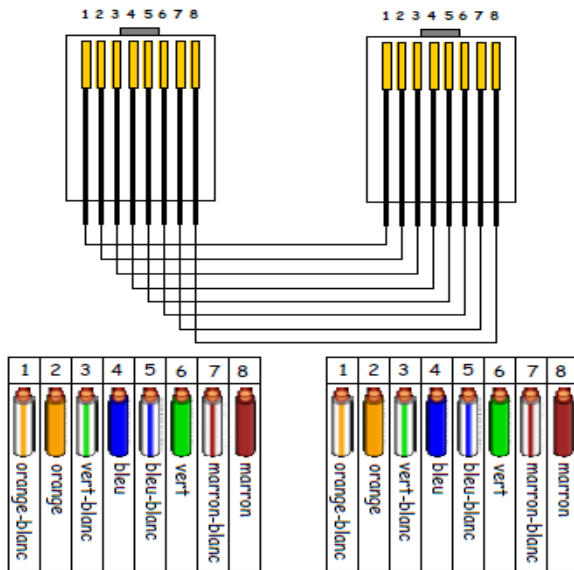 1 2 3 4 5 6 7 8 1 2 3 4 5 6 7 8
1 2 3 4 5 6 7 8 1 2 3 4 5 6 7 8
orange-blanc
orange
vert-blanc
bleu
bleu-blanc
vert
marron-blanc
marron
orange-blanc
orange
vert-blanc
bleu
bleu-blanc
vert
marron-blanc
marron